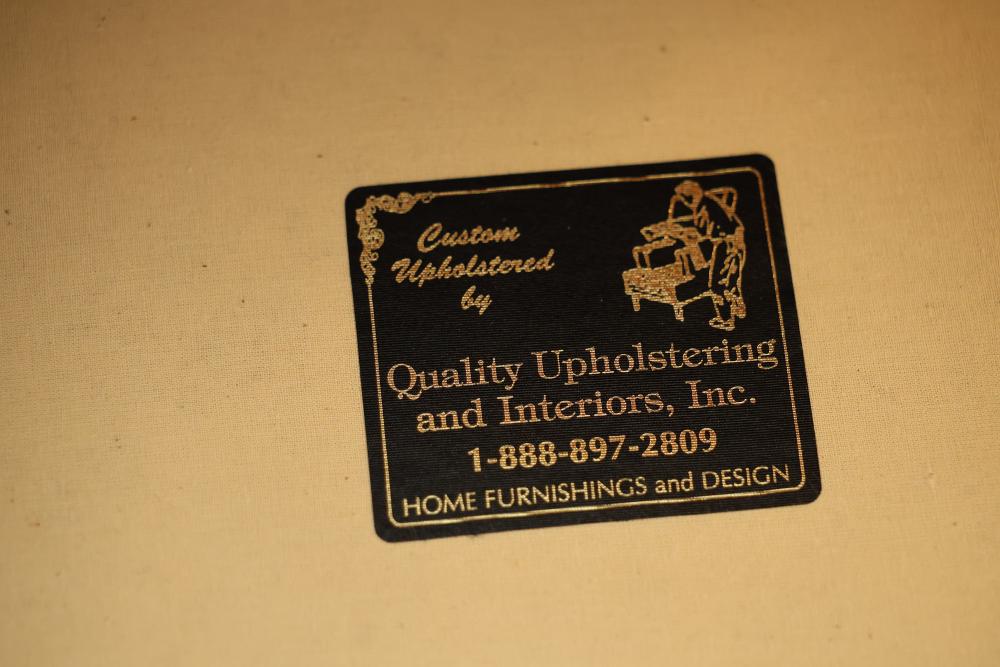 Custom
Upholstered
by
Quality Upholstering
and Interiors, Inc.
1-888-897-2809
HOME FURNISHINGS and DESIGN